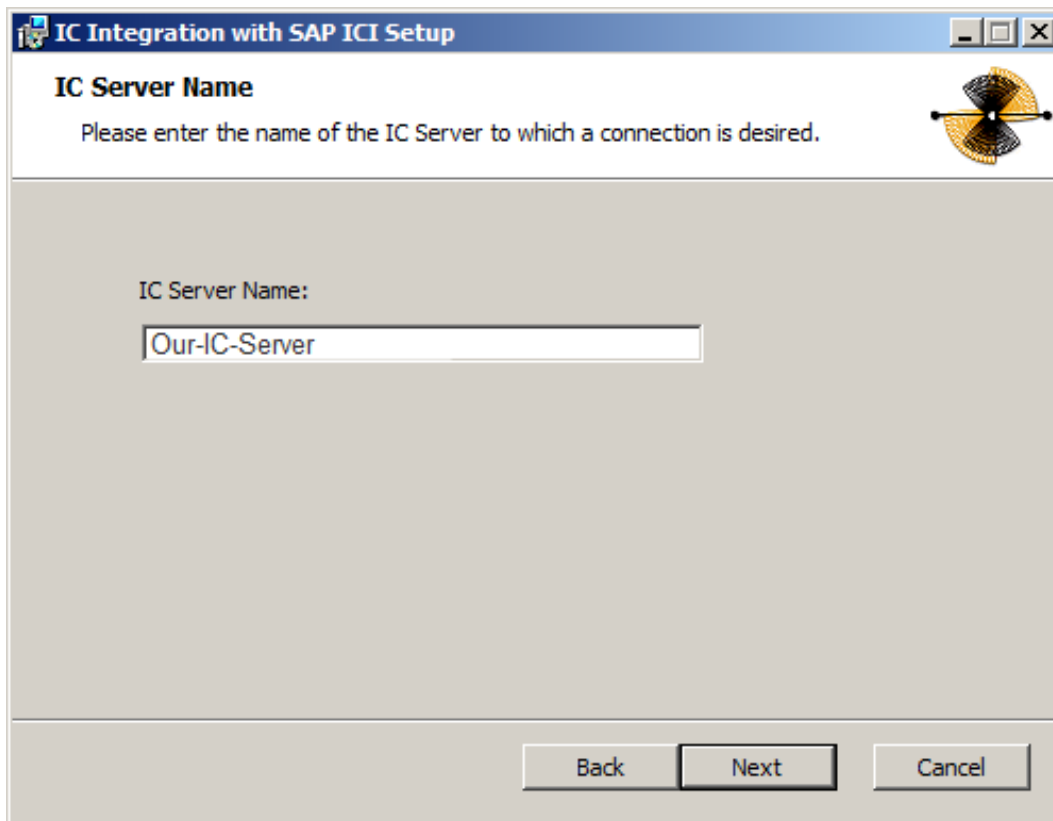 IC Integration with SAP ICI Setup
IC Server Name
Please enter the name of the IC Server to which a connection is desired.
IC Server Name:
Our-IC-Server
Back Next Cancel